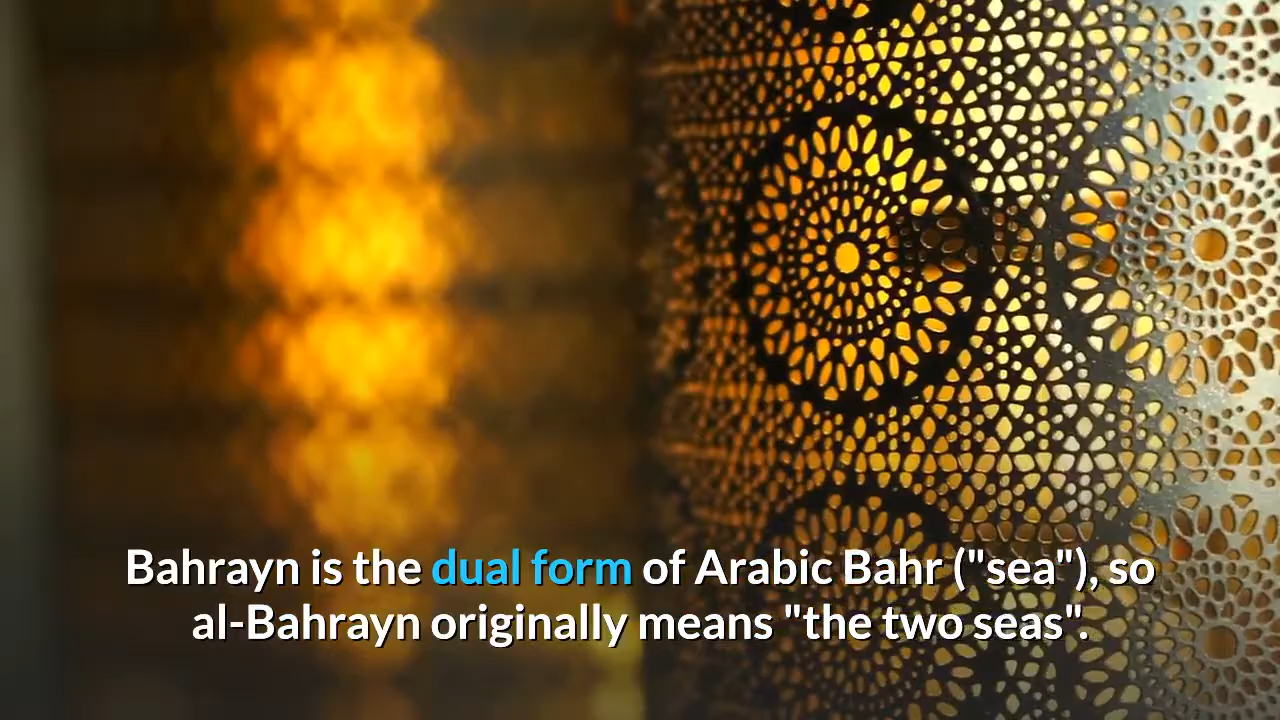 Bahrayn is the dual form of Arabic Bahr ("sea"), so
al-Bahrayn originally means "the two seas".